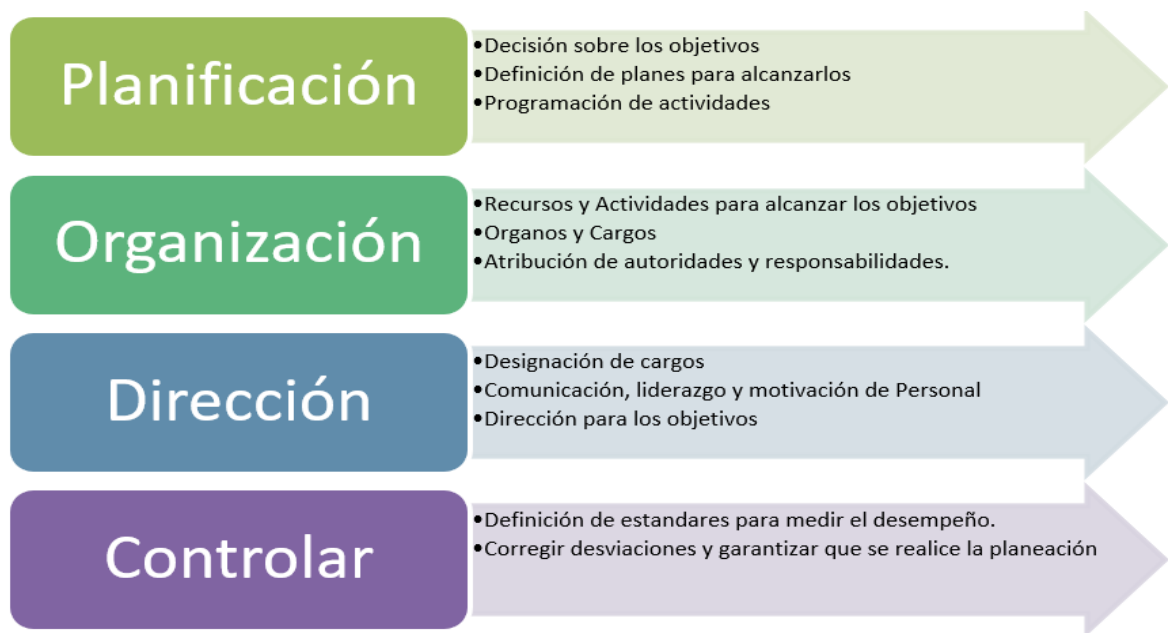 Planificación
•Decisión sobre los objetivos
•Definición de planes para alcanzarlos
•Programación de actividades
Organización
•Recursos y Actividades para alcanzar los objetivos
•Organos y Cargos
•Atribución de autoridades y responsabilidades.
Dirección
•Designación de cargos
•Comunicación, liderazgo y motivación de Personal
•Dirección para los objetivos
Controlar
•Definición de estandares para medir el desempeño.
•Corregir desviaciones y garantizar que se realice la planeación